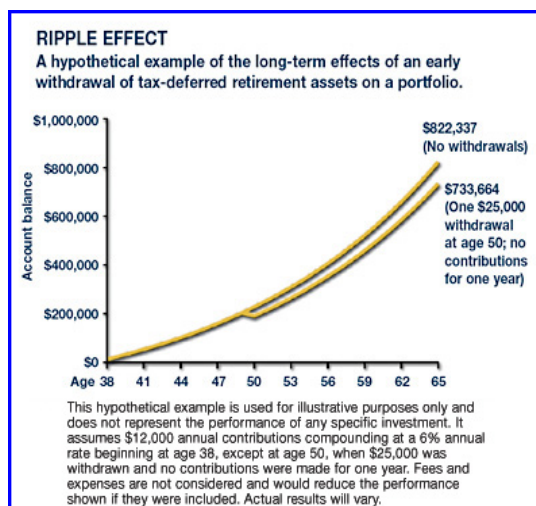 RIPPLE EFFECT
A hypothetical example of the long-term effects of an early
withdrawal of tax-deferred retirement assets on a portfolio.
$1,000,000
$800,000
$600,000
$400,000
$200,000
$0
Account balance
$822,337
(No withdrawals)
$733,664
(One $25,000
withdrawal
at age 50; no
contributions
for one year)
Age 38 41 44 47 50 53 56 59 62 65
This hypothetical example is used for illustrative purposes only and
does not represent the performance of any specific investment. It
assumes $12,000 annual contributions compounding at a 6% annual
rate beginning at age 38, except at age 50, when $25,000 was
withdrawn and no contributions were made for one year. Fees and
expenses are not considered and would reduce the performance
shown if they were included. Actual results will vary.